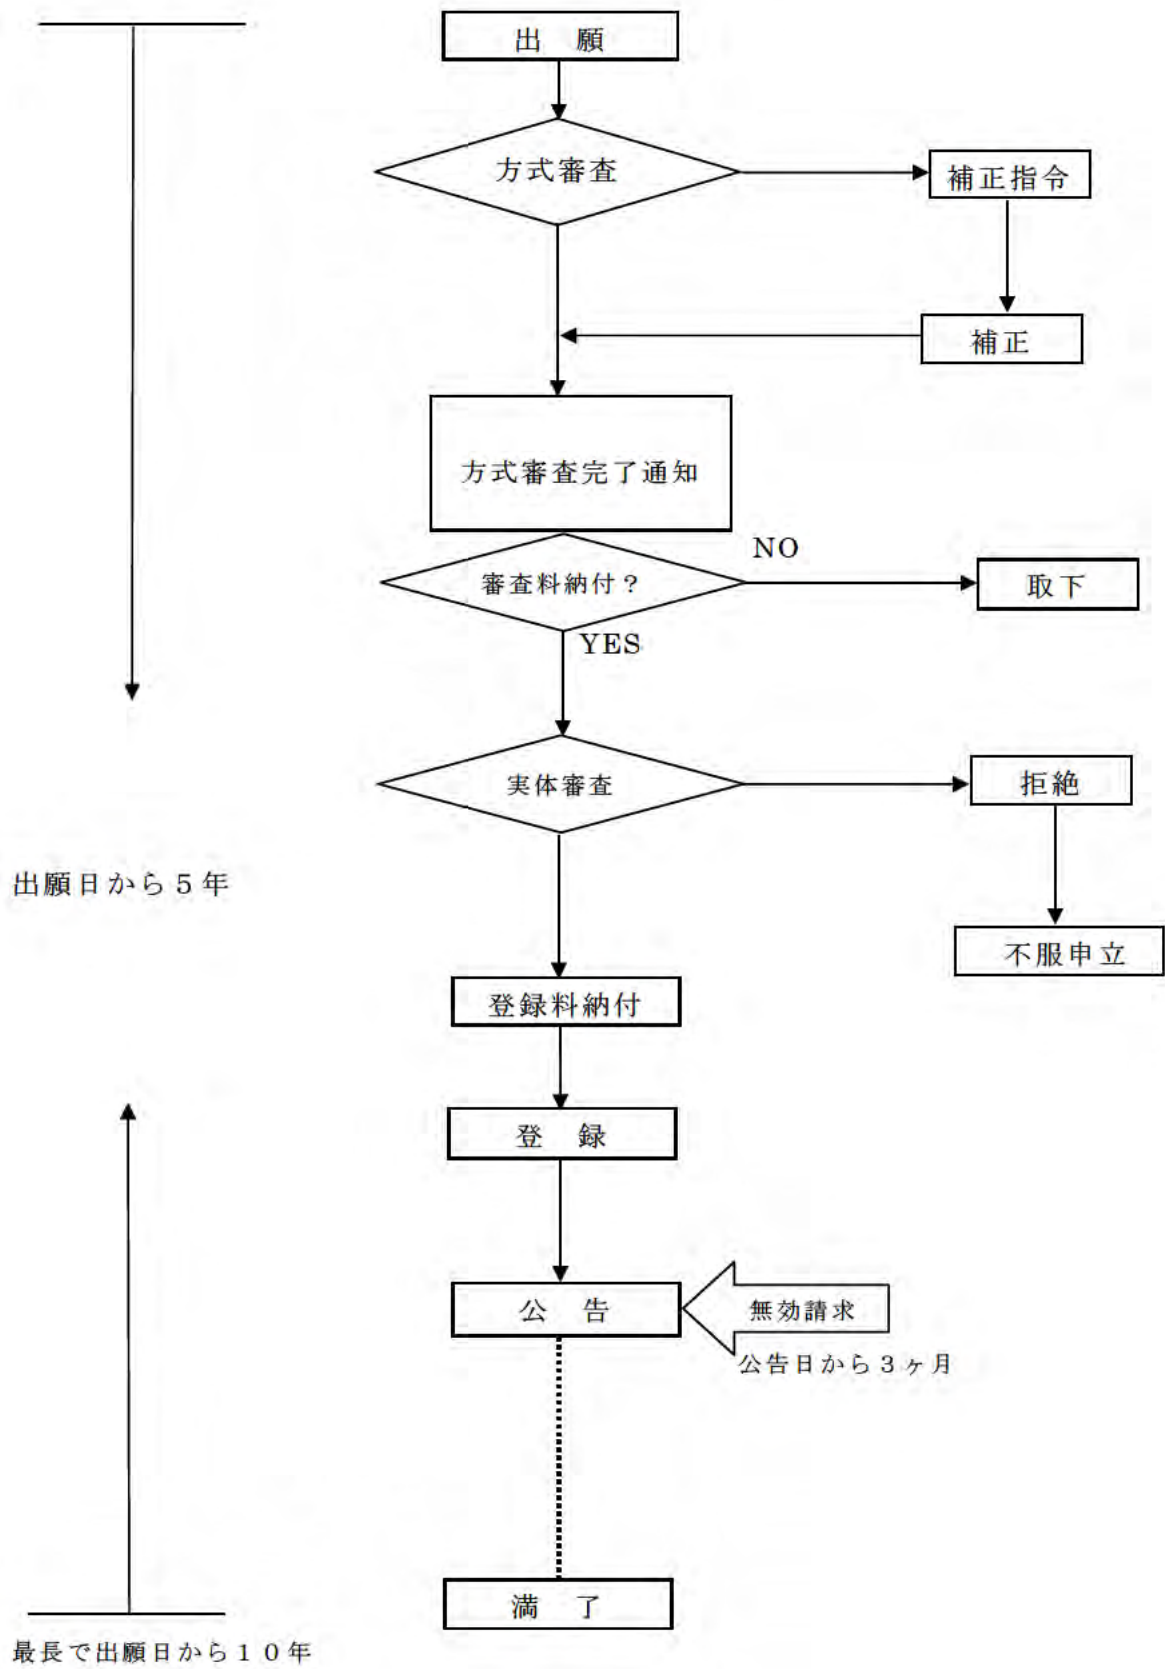 出 願
方式審査
補正指令
補正
方式審査完了通知
NO
審査料納付？
取下
YES
実体審査
拒絶
出願日から５年
不服申立
登録料納付
登 録
公 告
無効請求
公告日から３ヶ月
満 了
最長で出願日から１０年